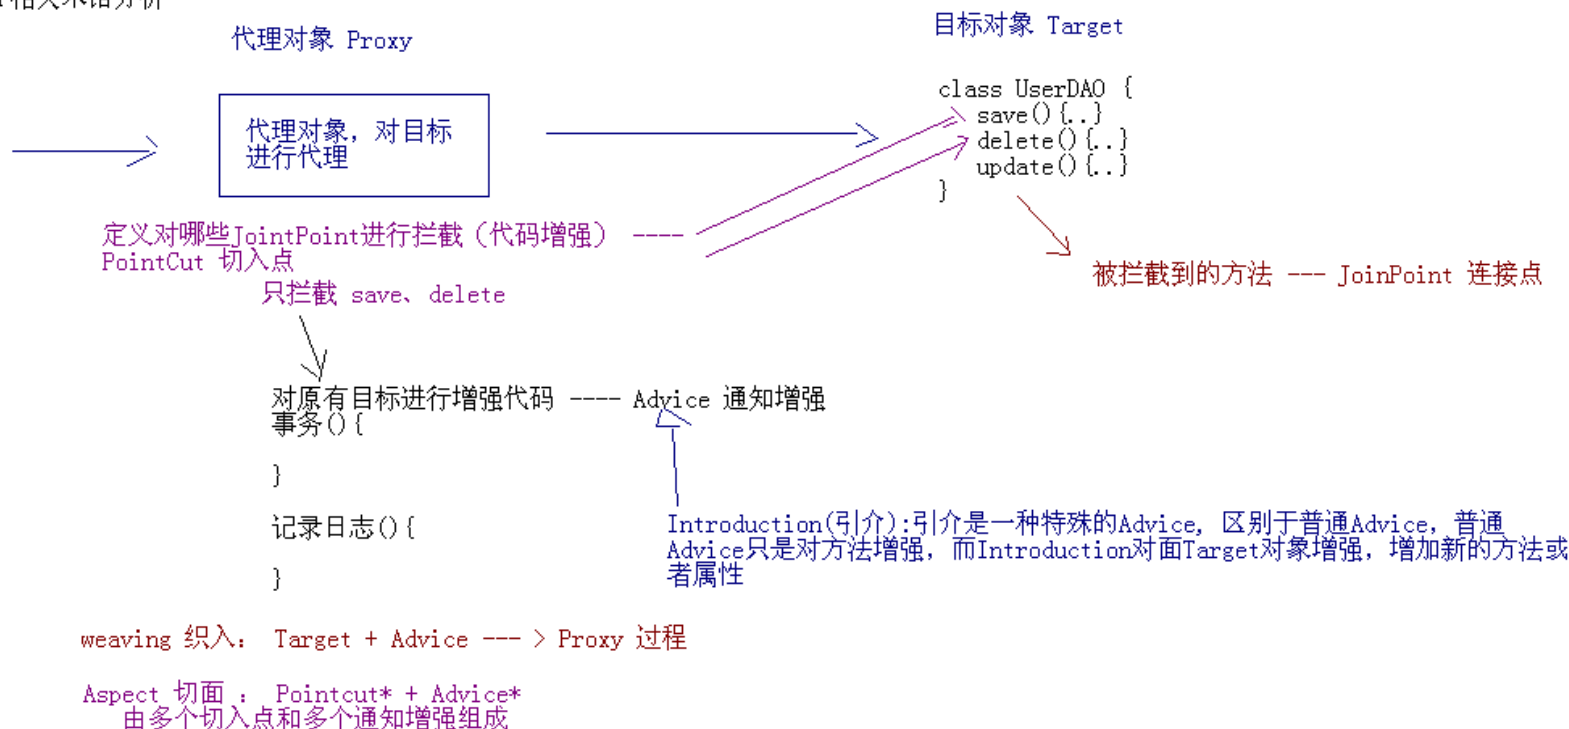 相关术语分析
代理对象 Proxy
目标对象 Target
class UserDAO {
save(){..}
delete(){..}
update(){..}
}
代理对象，对目标
进行代理
定义对哪些JointPoint进行拦截（代码增强） ----
PointCut 切入点
只拦截 save、delete
被拦截到的方法 --- JoinPoint 连接点
对原有目标进行增强代码 ---- Advice 通知增强
事务(){
}
记录日志(){
}
Introduction(引介):引介是一种特殊的Advice, 区别于普通Advice，普通
Advice只是对方法增强，而Introduction对面Target对象增强，增加新的方法或
者属性
weaving 织入： Target + Advice --- > Proxy 过程
Aspect 切面 ： Pointcut* + Advice*
由多个切入点和多个通知增强组成